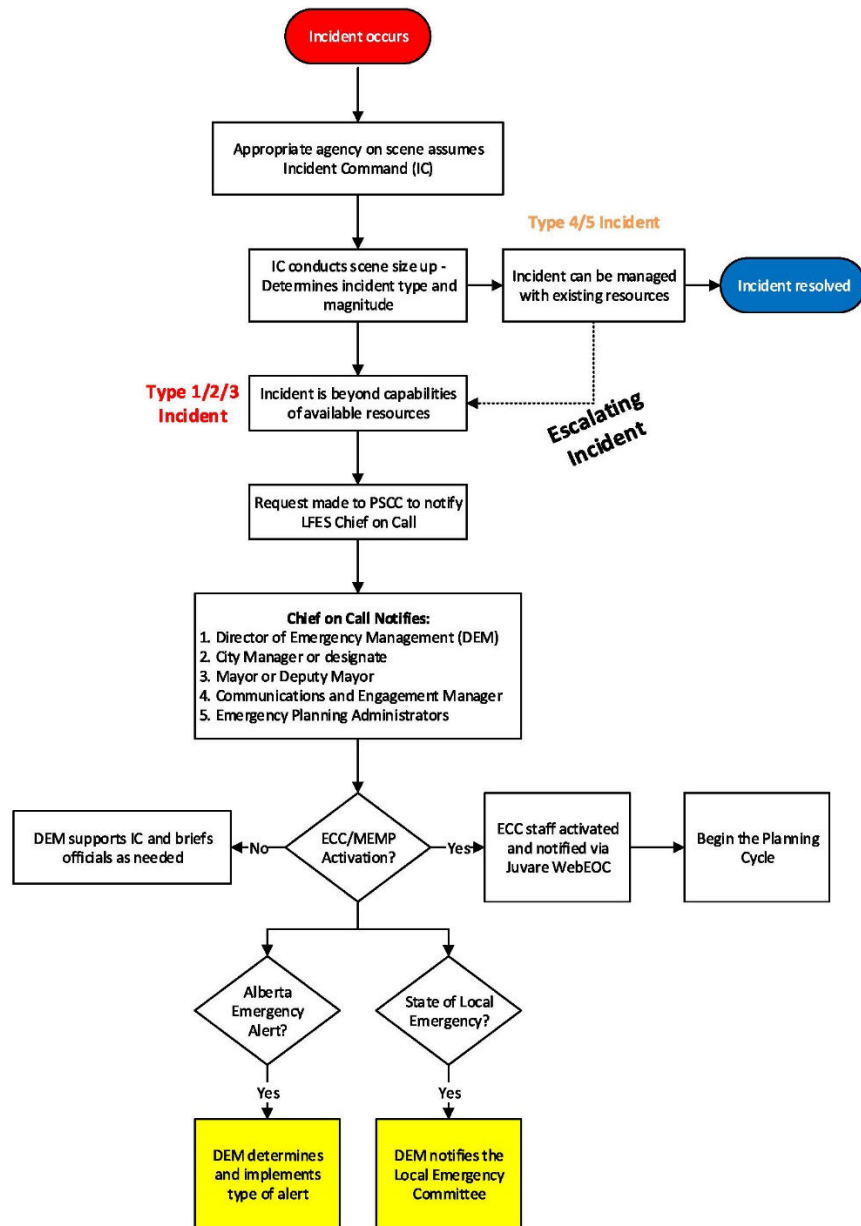 Incident occurs
Appropriate agency on scene assumes
Incident Command (IC)
Type 4/5 Incident
IC conducts scene size up -
Determines incident type and
magnitude
Incident can be managed
with existing resources
Incident resolved
Type 1/2/3
Incident
Incident is beyond capabilities
of available resources
Escalating
Incident
Request made to PSCC to notify
LFES Chief on Call
Chief on Call Notifies:
1. Director of Emergency Management (DEM)
2. City Manager or designate
3. Mayor or Deputy Mayor
4. Communications and Engagement Manager
5. Emergency Planning Administrators
DEM supports IC and briefs
officials as needed
No
ECC/MEMP
Activation?
Yes
ECC staff activated
and notified via
Juvare WebEOC
Begin the Planning
Cycle
Alberta
Emergency
Alert?
State of Local
Emergency?
Yes
Yes
DEM determines
and implements
type of alert
DEM notifies the
Local Emergency
Committee